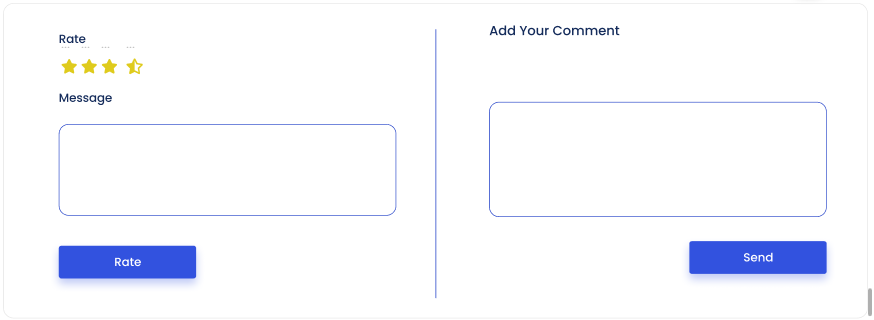 Rate
Message
Rate
Add Your Comment
Send